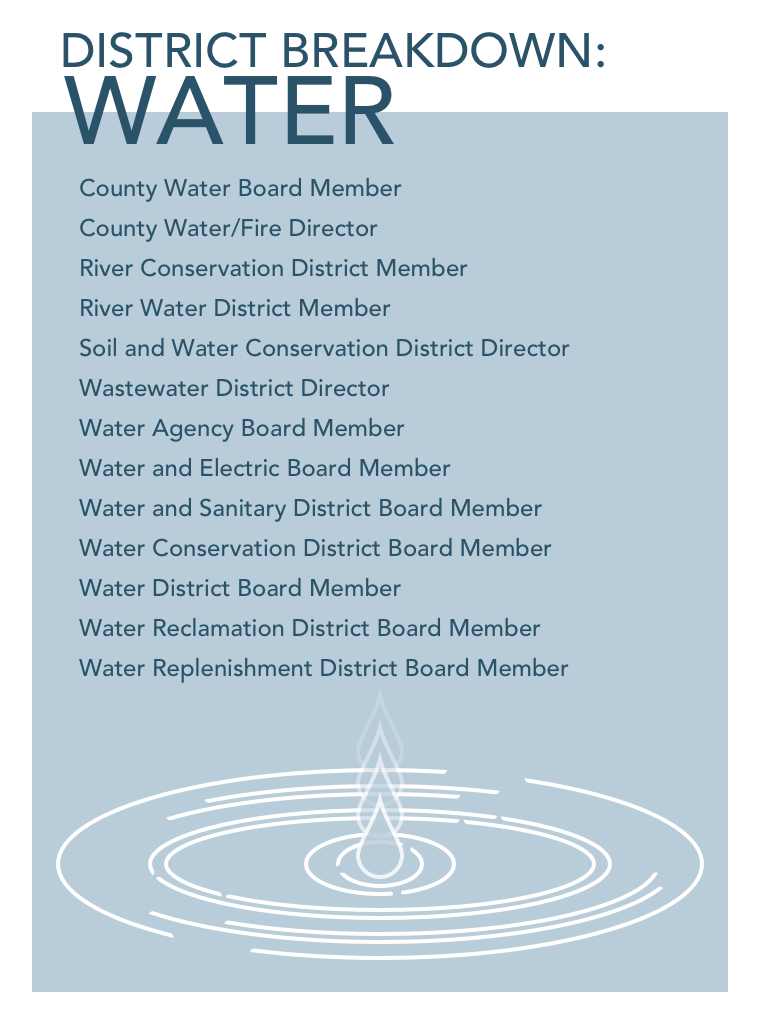 DISTRICT BREAKDOWN:
WATER
County Water Board Member
County Water/Fire Director
River Conservation District Member
River Water District Member
Soil and Water Conservation District Director
Wastewater District Director
Water Agency Board Member
Water and Electric Board Member
Water and Sanitary District Board Member
Water Conservation District Board Member
Water District Board Member
Water Reclamation District Board Member
Water Replenishment District Board Member